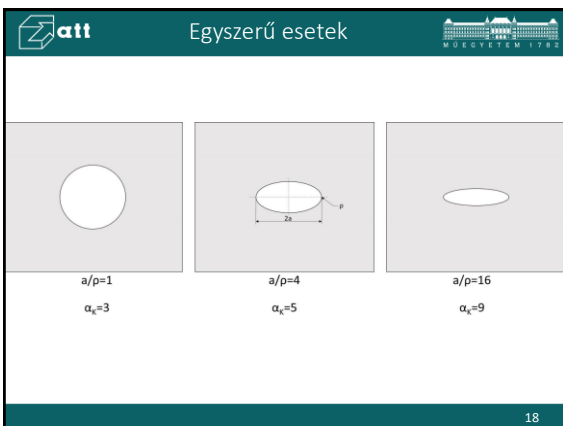 att
Egyszerű esetek
MŰEGYETEM 1782
ρ
2a
a/ρ=1
a/ρ=4
a/ρ=16
αK=3
αK=5
αK=9
18